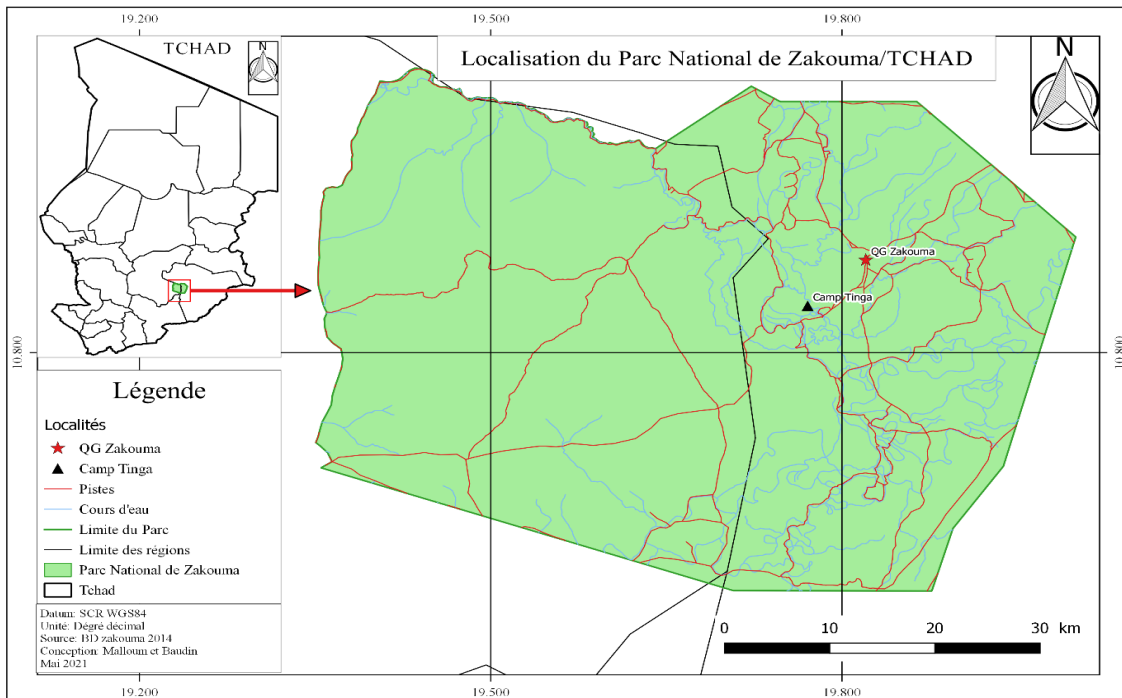 19.200 19.500 19.800
TCHAD
N
Localisation du Parc National de Zakouma/TCHAD
N
QG Zakouma
Camp Tinga
10.800 10.800
Légende
Localités
QG Zakouma
Camp Tinga
Pistes
Cours d'eau
Limite du Parc
Limite des régions
Parc National de Zakouma
Tchad
Datum: SCR WGS84
Unité: Dégré décimal
Source: BD zakouma 2014
Conception: Malloum et Baudin
Mai 2021
0 10 20 30 km
19.200 19.500 19.800